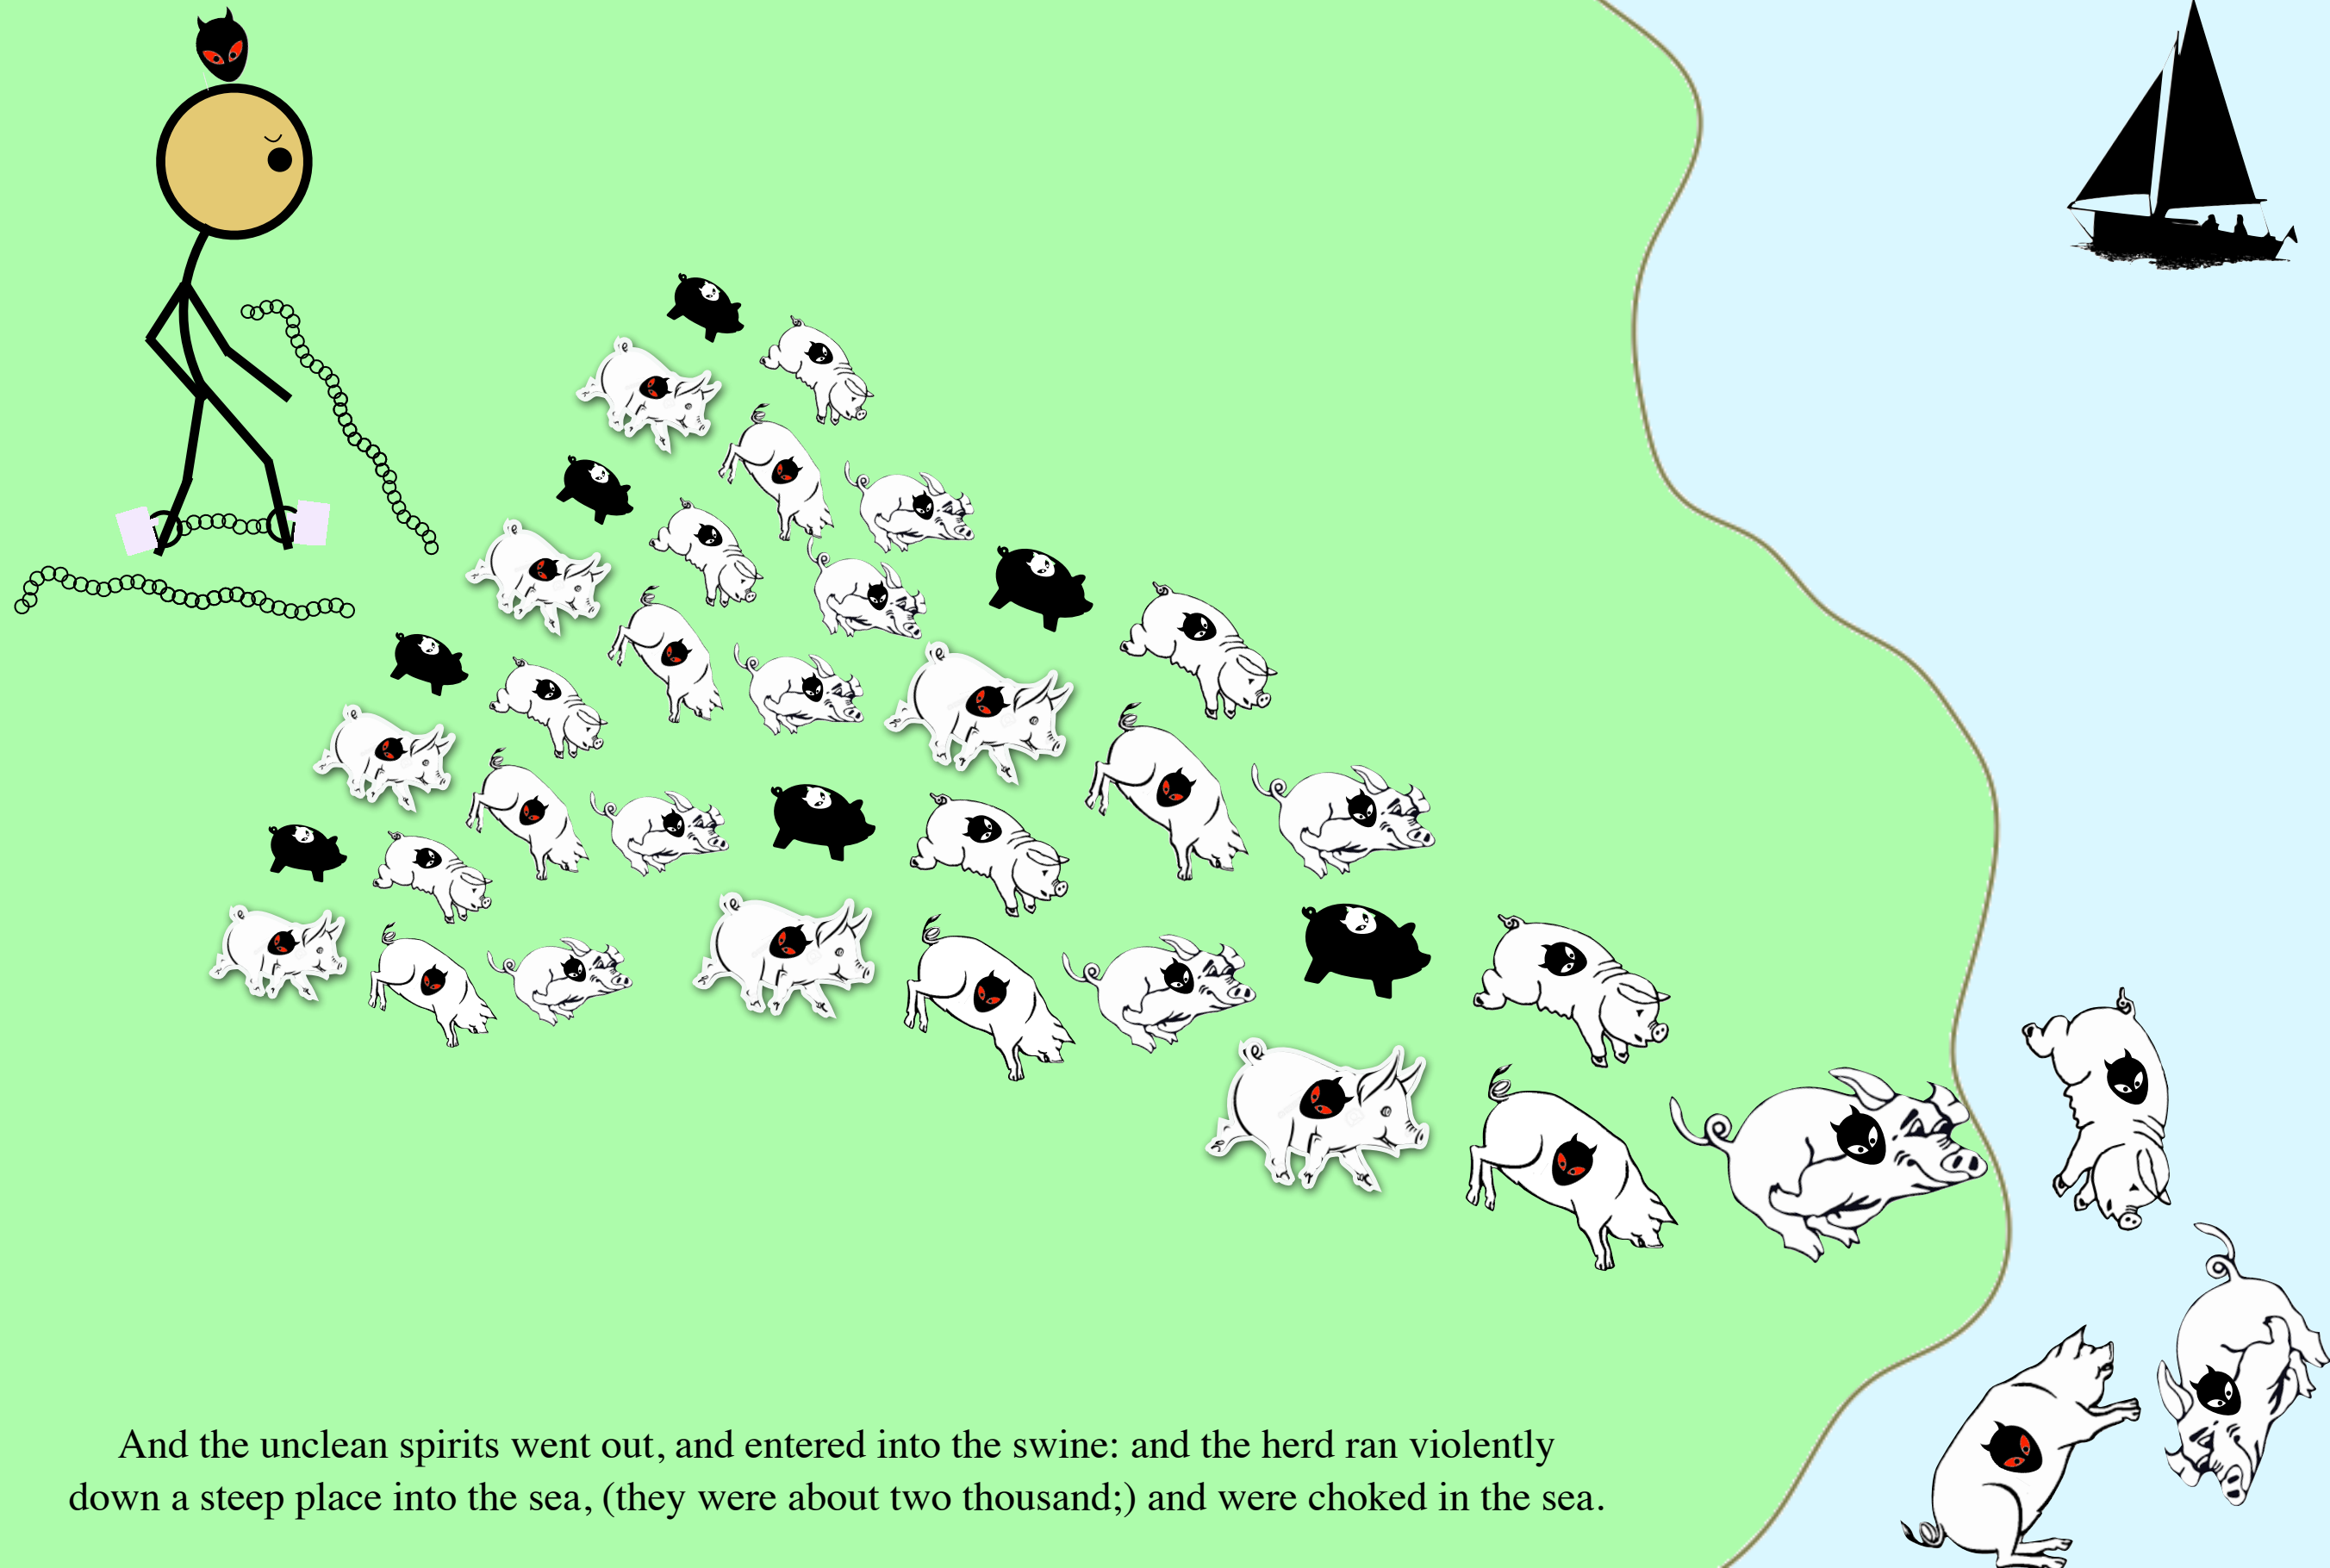 And the unclean spirits went out, and entered into the swine: and the herd ran violently
down a steep place into the sea, (they were about two thousand;) and were choked in the sea.